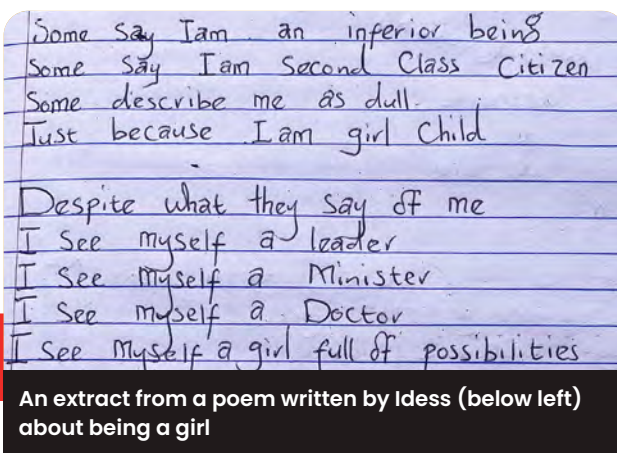 Some say Iam an inferior being
Some say Iam second Class Citizen
Some describe me as dull.
Just because Iam girl child
Despite what they say of me
I see myself a leader
I see myself a Minister
I see myself a Doctor
I see myself a girl full of possibilities
An extract from a poem written by Idess (below left)
about being a girl